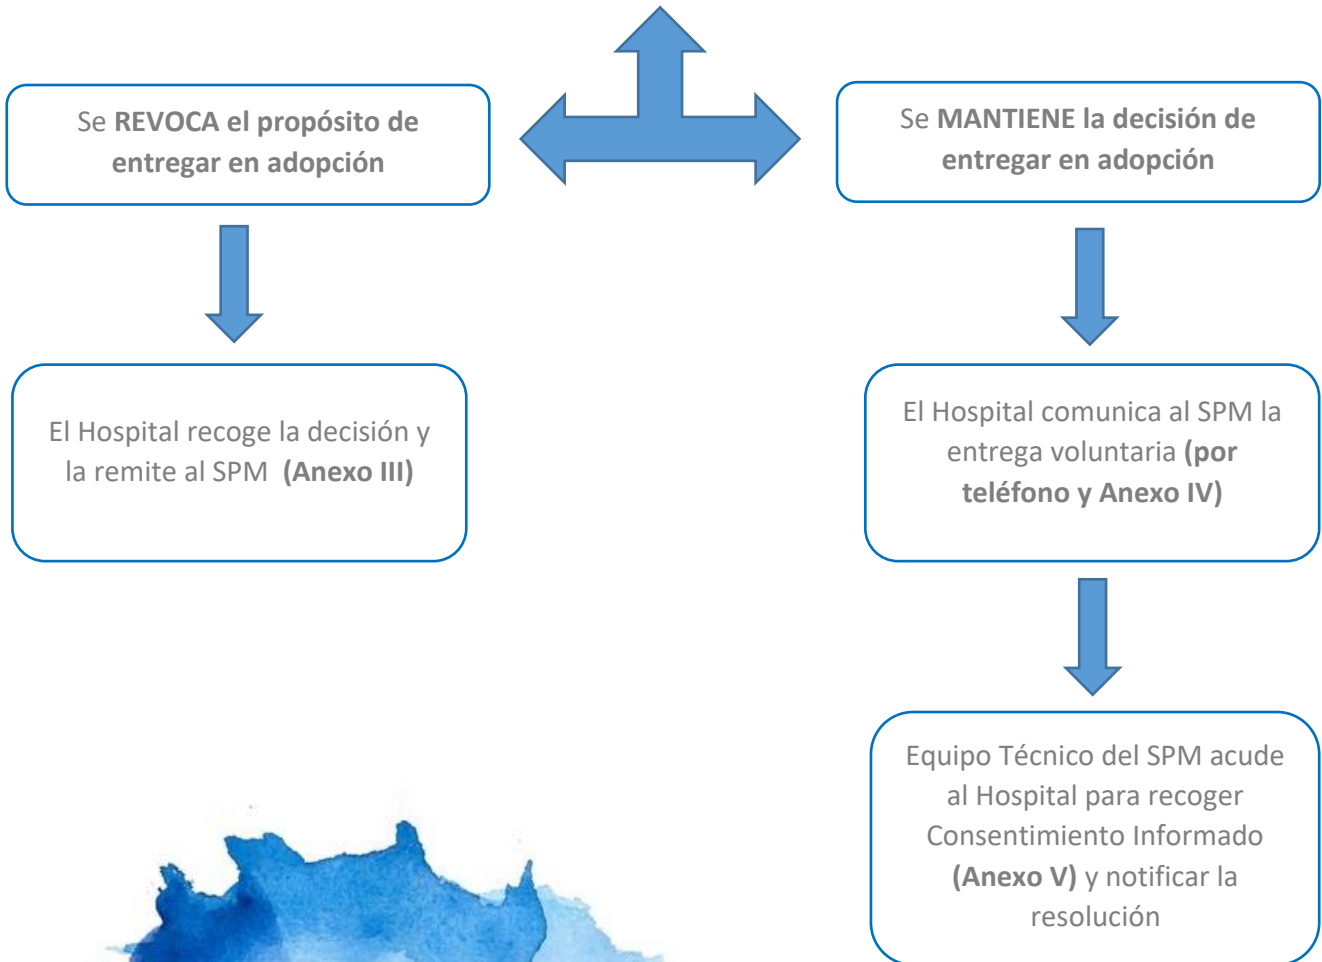 Se REVOCA el propósito de
entregar en adopción
Se MANTIENE la decisión de
entregar en adopción
El Hospital recoge la decisión y
la remite al SPM (Anexo III)
El Hospital comunica al SPM la
entrega voluntaria (por
teléfono y Anexo IV)
Equipo Técnico del SPM acude
al Hospital para recoger
Consentimiento Informado
(Anexo V) y notificar la
resolución